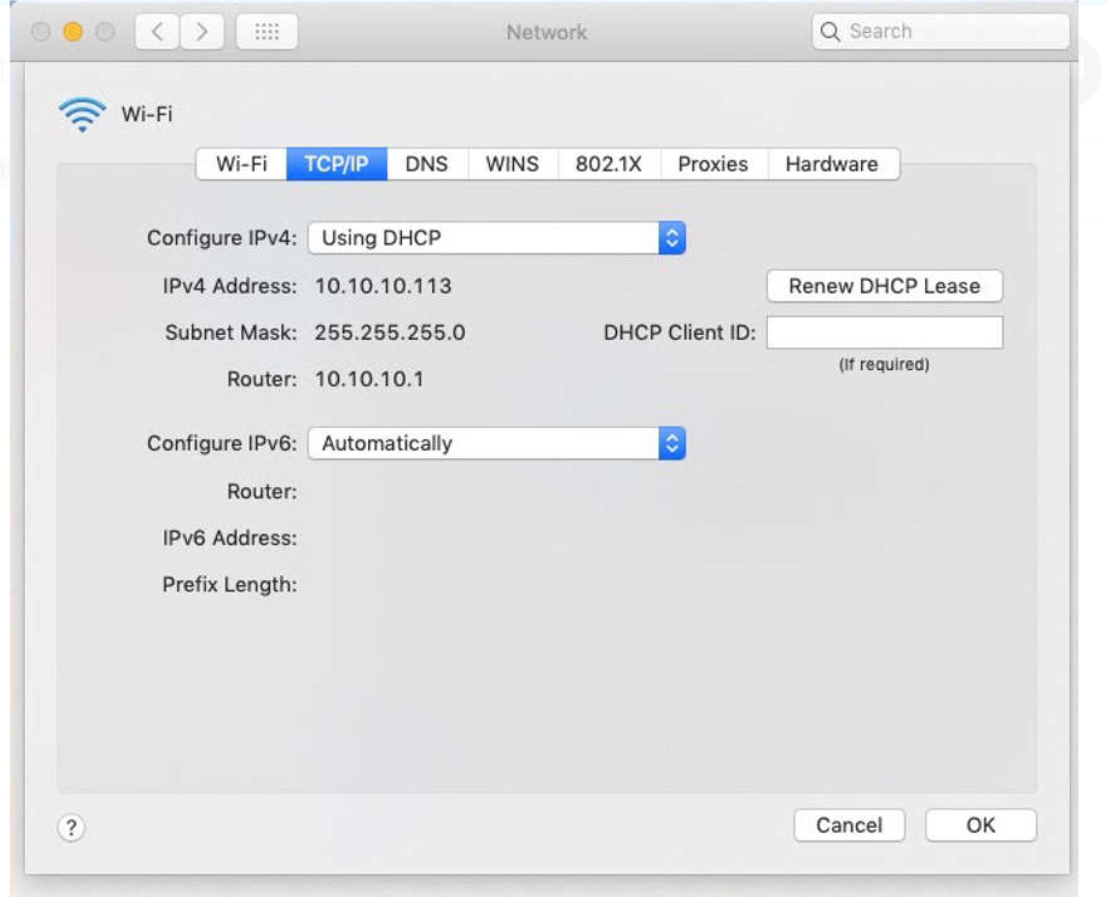 Network
Search
Wi-Fi
Wi-Fi TCP/IP DNS WINS 802.1X Proxies Hardware
Configure IPv4: Using DHCP
IPv4 Address: 10.10.10.113 Renew DHCP Lease
Subnet Mask: 255.255.255.0 DHCP Client ID:
(If required)
Router: 10.10.10.1
Configure IPv6: Automatically
Router:
IPv6 Address:
Prefix Length:
? Cancel OK